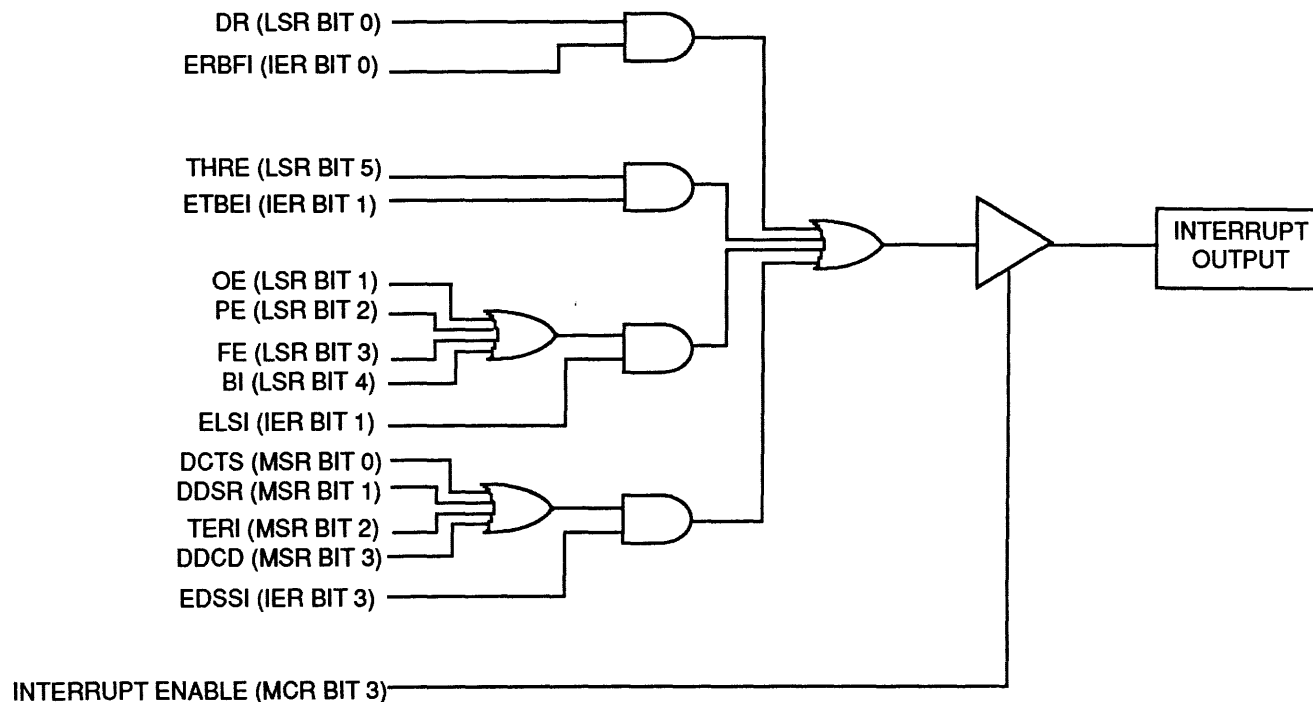 DR (LSR BIT 0)
ERBFI (IER BIT 0)
THRE (LSR BIT 5)
ETBEI (IER BIT 1)
OE (LSR BIT 1)
PE (LSR BIT 2)
FE (LSR BIT 3)
BI (LSR BIT 4)
ELSI (IER BIT 1)
DCTS (MSR BIT 0)
DDSR (MSR BIT 1)
TERI (MSR BIT 2)
DDCD (MSR BIT 3)
EDSSI (IER BIT 3)
INTERRUPT ENABLE (MCR BIT 3)
INTERRUPT
OUTPUT